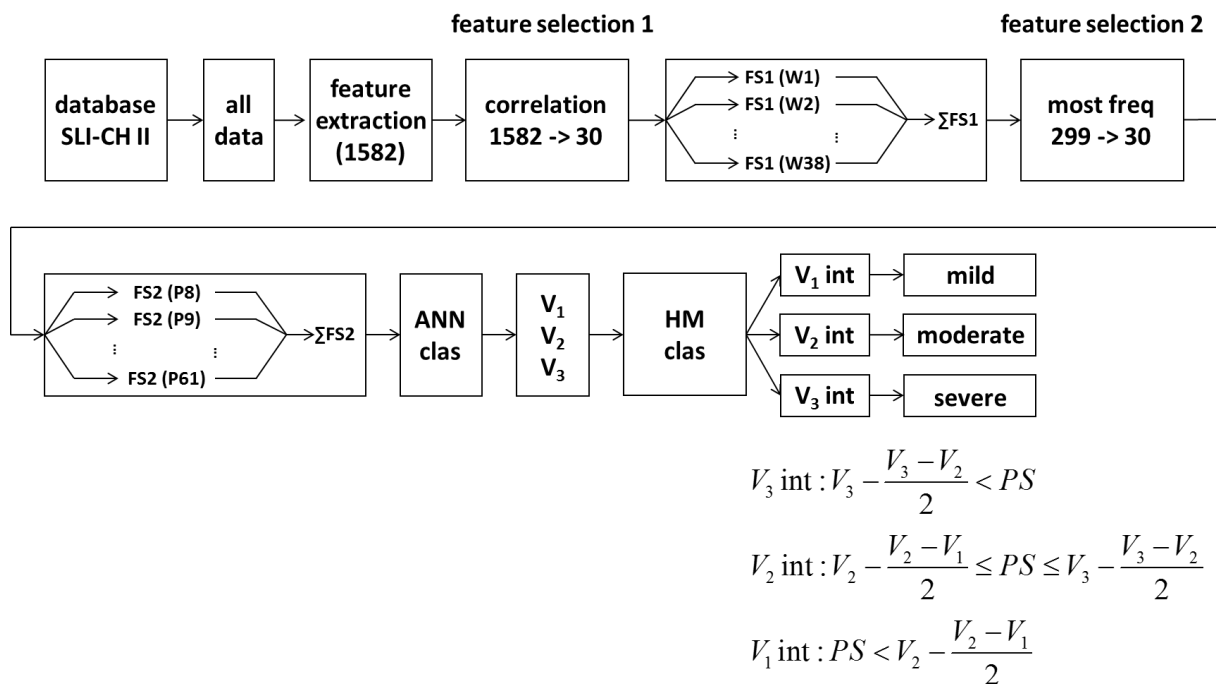 feature selection 1
feature selection 2
database
SLI-CH II
all
data
feature
extraction
(1582)
correlation
1582 -> 30
FS1 (W1)
FS1 (W2)
... ...
FS1 (W38)
∑FS1
most freq
299 -> 30
FS2 (P8)
FS2 (P9)
... ...
FS2 (P61)
∑FS2
ANN
clas
V₁
V₂
V₃
HM
clas
V₁ int
mild
V₂ int
moderate
V₃ int
severe
V₃ int : V₃ − (V₃ − V₂)/2 < PS
V₂ int : V₂ − (V₂ − V₁)/2 ≤ PS ≤ V₃ − (V₃ − V₂)/2
V₁ int : PS < V₂ − (V₂ − V₁)/2